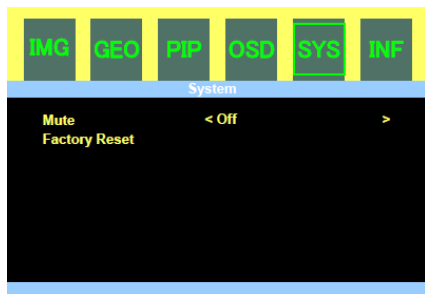 IMG GEO PIP OSD SYS INF
System
Mute < Off >
Factory Reset